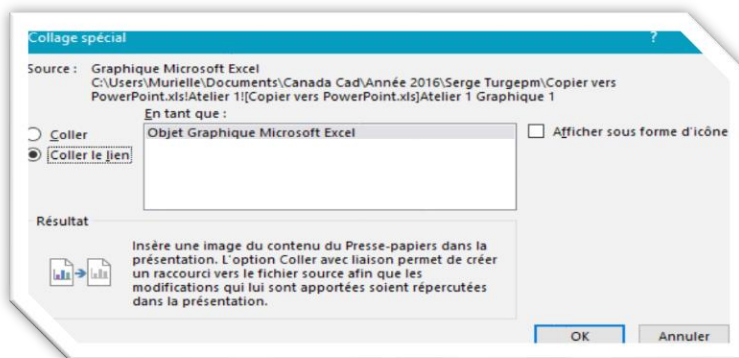 Collage spécial ?
Source : Graphique Microsoft Excel
C:\Users\Murielle\Documents\Canada Cad\Année 2016\Serge Turgepm\Copier vers
PowerPoint.xls!Atelier 1![Copier vers PowerPoint.xls]Atelier 1 Graphique 1
En tant que :
Coller
Objet Graphique Microsoft Excel
Afficher sous forme d'icône
Coller le lien
Résultat
Insère une image du contenu du Presse-papiers dans la
présentation. L'option Coller avec liaison permet de créer
un raccourci vers le fichier source afin que les
modifications qui lui sont apportées soient répercutées
dans la présentation.
OK Annuler